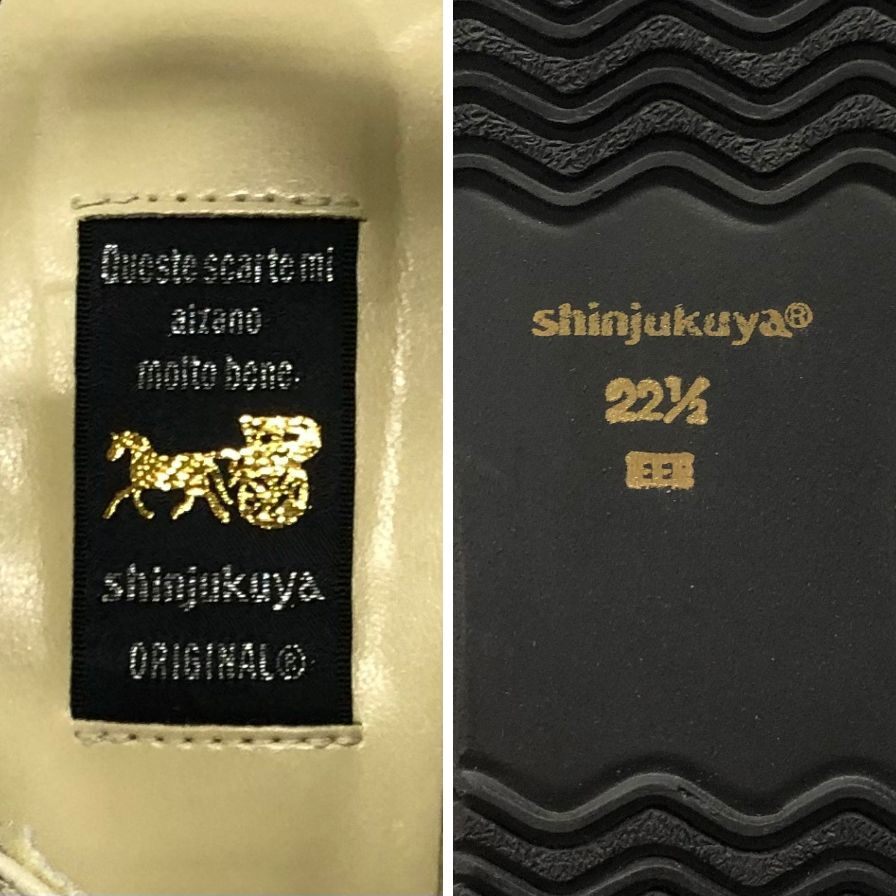 Queste scarte mi
aizano
molto bene.
shinjukuya
ORIGINAL®
shinjukuya®
22½
EEE